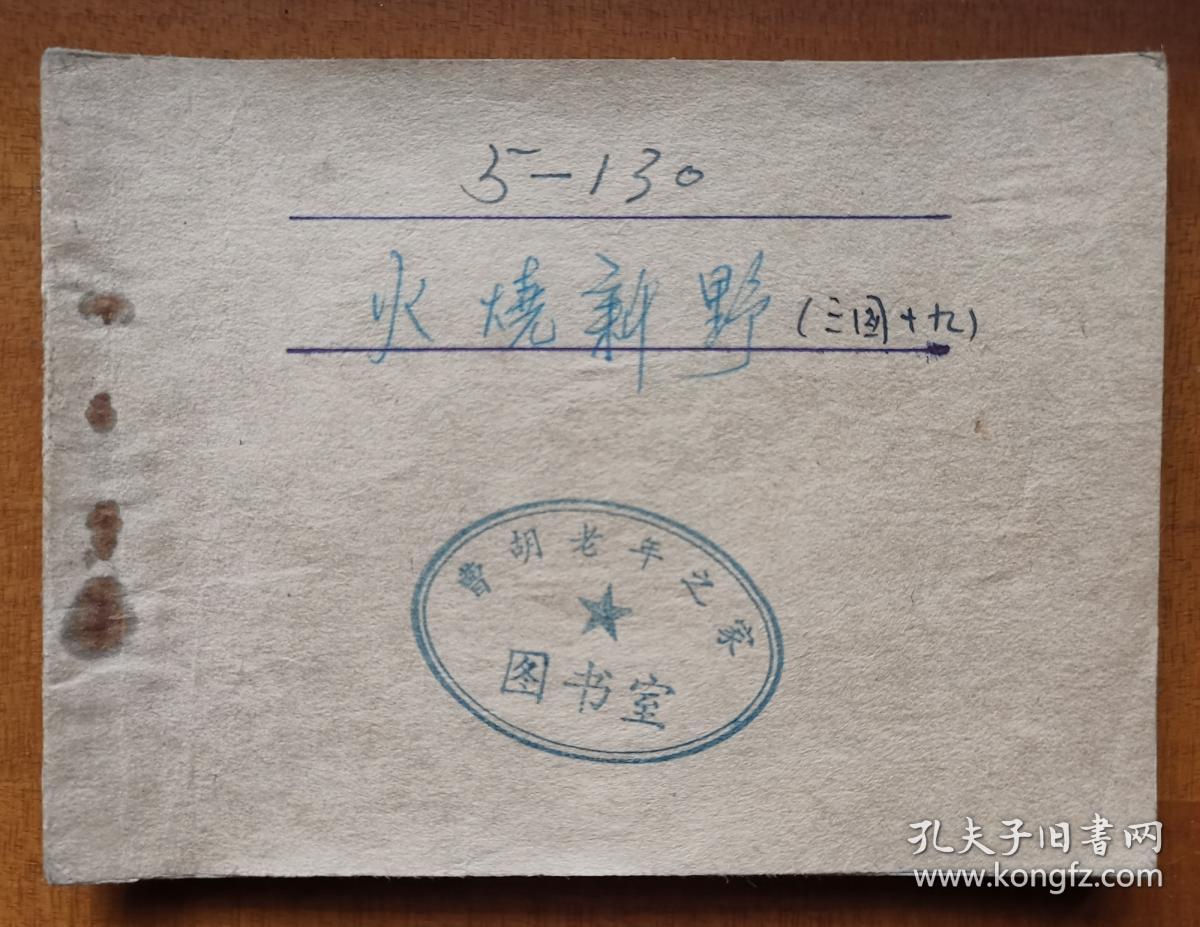 5-130
火燒新野(三国十九)
曹胡老年之家
图书室
孔夫子旧書网
www.kongfz.com